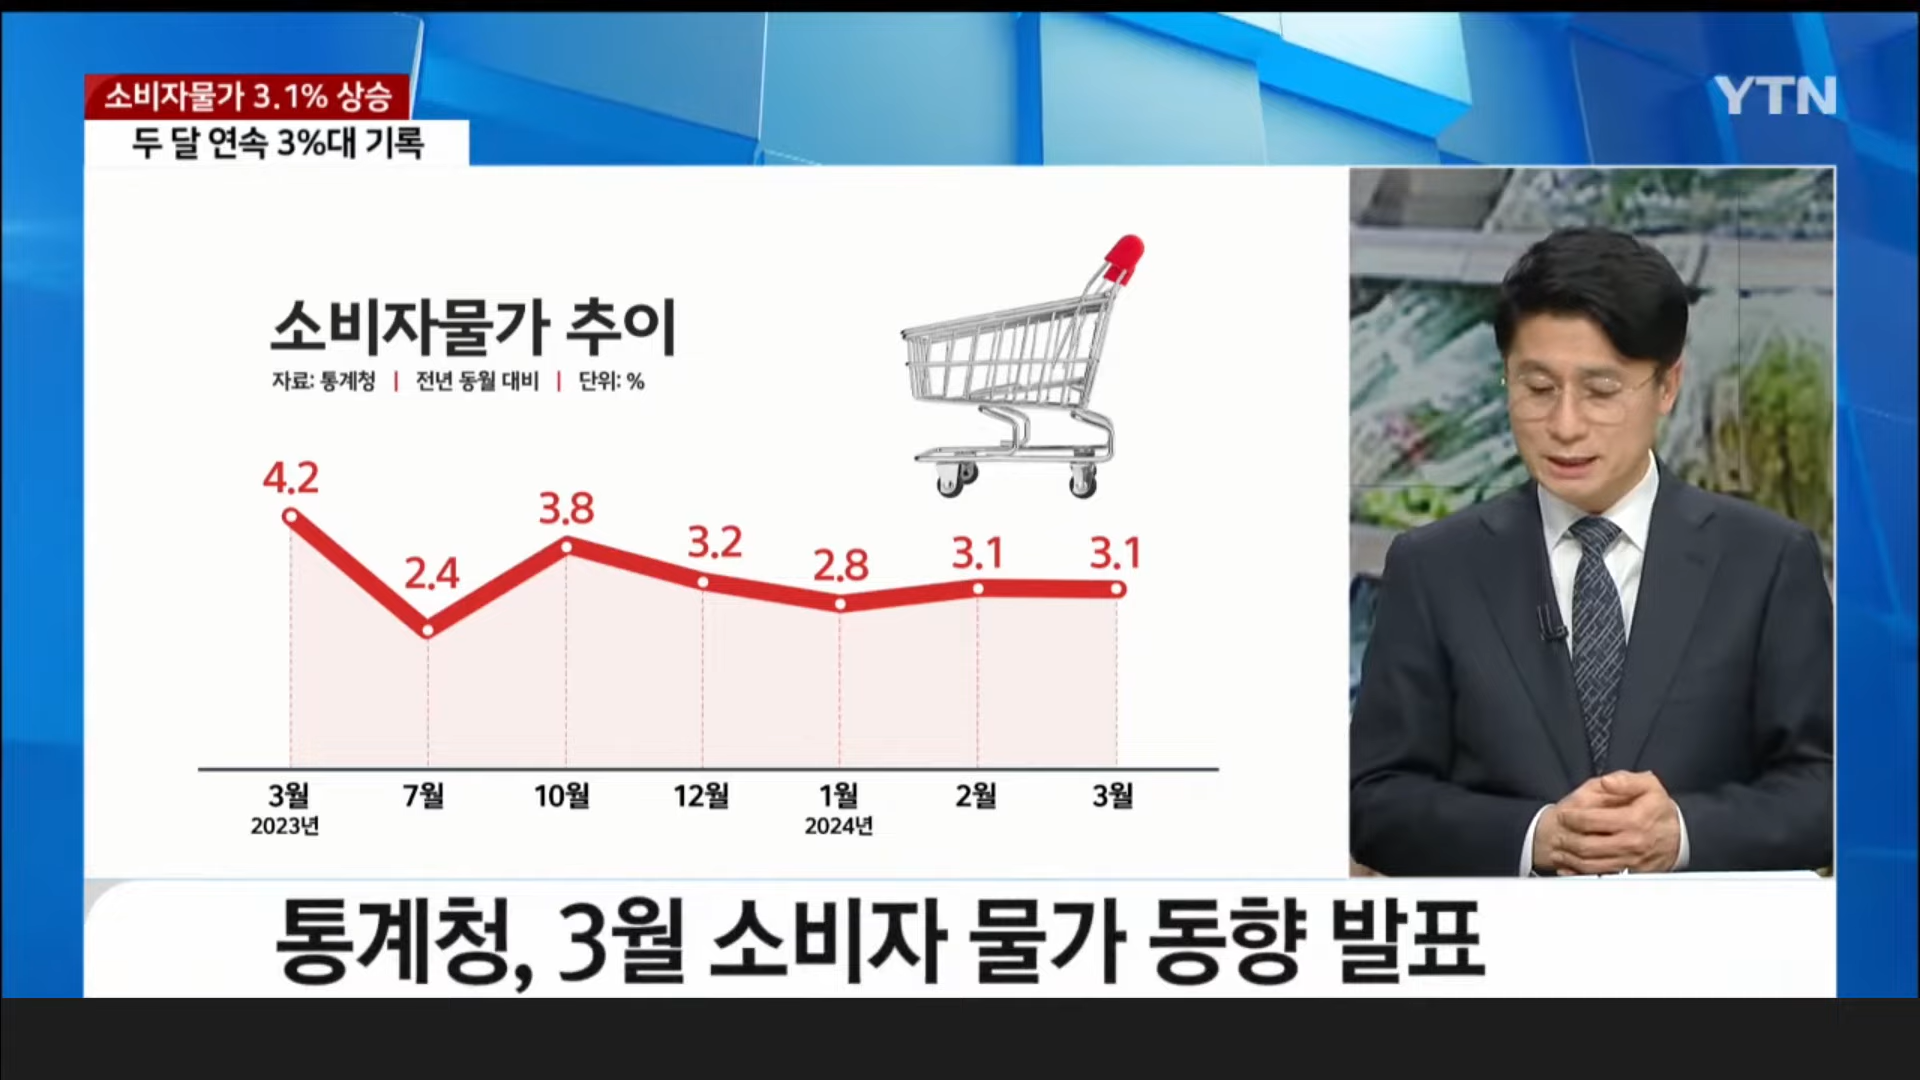 소비자물가 3.1% 상승
두 달 연속 3%대 기록
YTN
소비자물가 추이
자료: 통계청 | 전년 동월 대비 | 단위: %
4.2
2.4
3.8
3.2
2.8
3.1
3.1
3월 7월 10월 12월 1월 2월 3월
2023년 2024년
통계청, 3월 소비자 물가 동향 발표